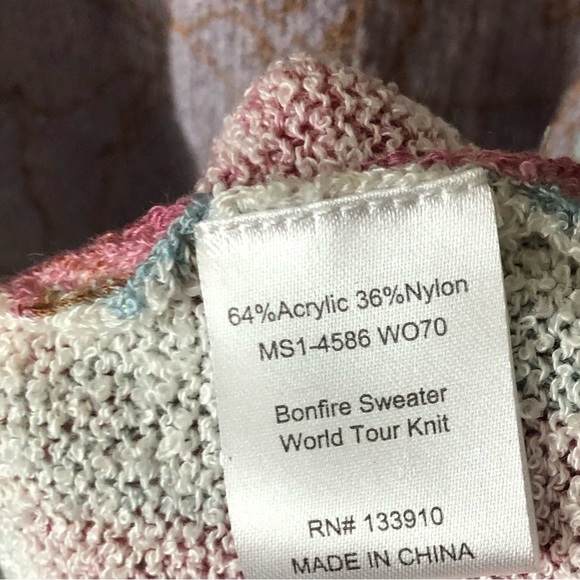 64%Acrylic 36%Nylon
MS1-4586 WO70
Bonfire Sweater
World Tour Knit
RN# 133910
MADE IN CHINA